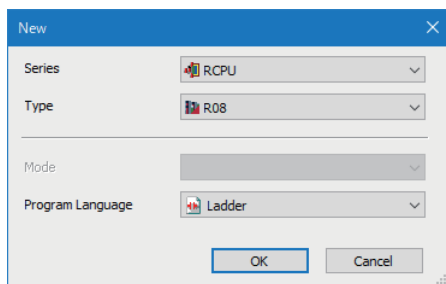 New
Series RCPU
Type R08
Mode
Program Language Ladder
OK Cancel